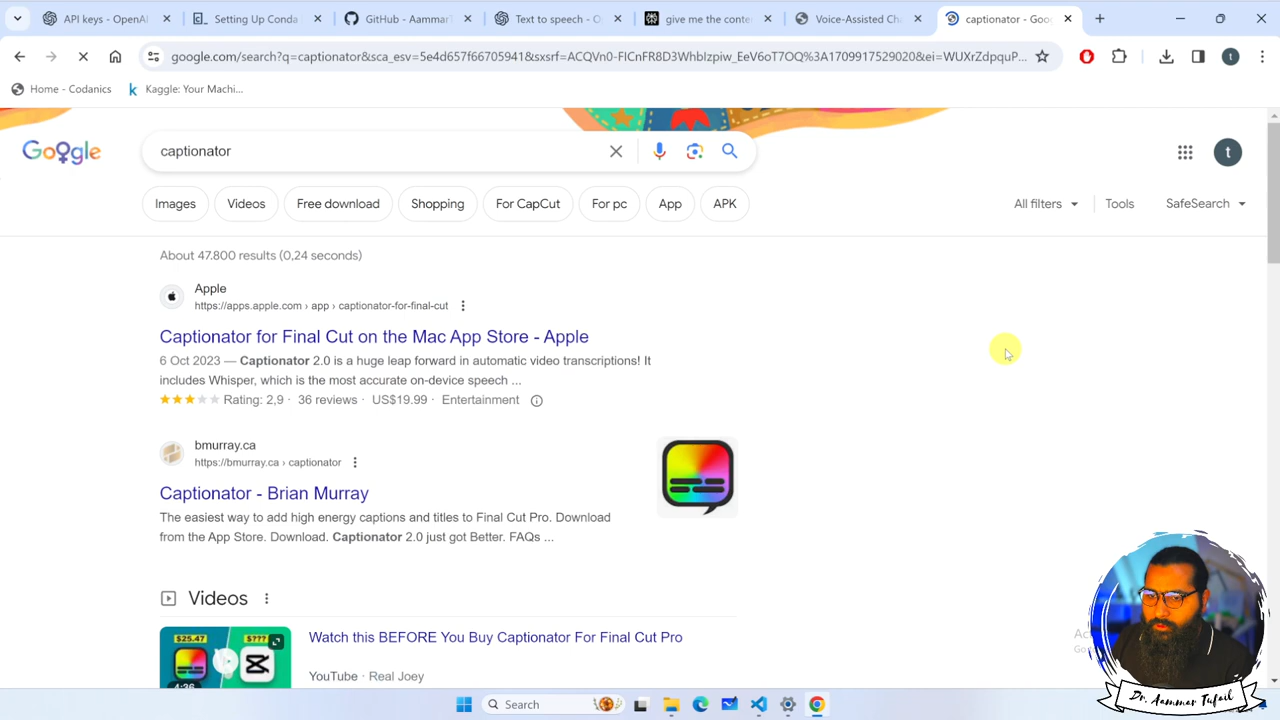 API keys - OpenAI
Setting Up Conda
GitHub - Aammar
Text to speech - O
give me the conte
Voice-Assisted Ch
captionator - Goo
google.com/search?q=captionator&sca_esv=5e4d657f66705941&sxsrf=ACQVn0-FlCnFR8D3WhbIzpiw_EeV6oT7OQ%3A1709917529020&ei=WUXrZdpquP...
t
Home - Codanics
Kaggle: Your Machi...
Google
captionator
t
Images
Videos
Free download
Shopping
For CapCut
For pc
App
APK
All filters
Tools
SafeSearch
About 47.800 results (0,24 seconds)
Apple
https://apps.apple.com › app › captionator-for-final-cut
Captionator for Final Cut on the Mac App Store - Apple
6 Oct 2023 — Captionator 2.0 is a huge leap forward in automatic video transcriptions! It
includes Whisper, which is the most accurate on-device speech ...
Rating: 2,9 · 36 reviews · US$19.99 · Entertainment
bmurray.ca
https://bmurray.ca › captionator
Captionator - Brian Murray
The easiest way to add high energy captions and titles to Final Cut Pro. Download
from the App Store. Download. Captionator 2.0 just got Better. FAQs ...
Videos
$25.47
$???
4:36
Watch this BEFORE You Buy Captionator For Final Cut Pro
YouTube · Real Joey
Search
Dr. Aammar Tufail